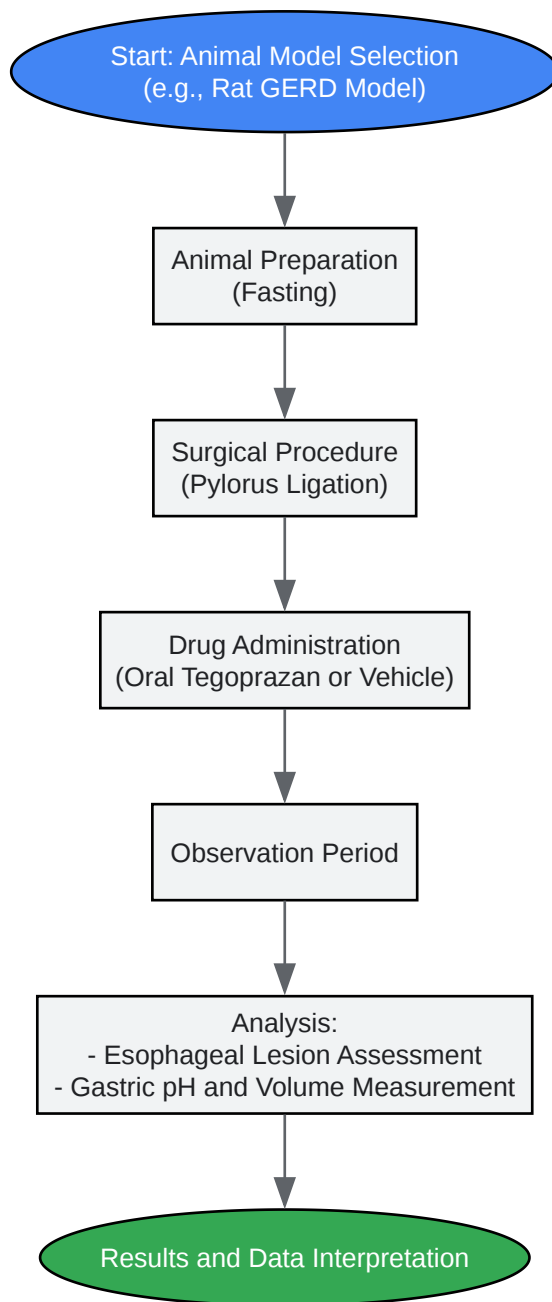 Start: Animal Model Selection
(e.g., Rat GERD Model)
Animal Preparation
(Fasting)
Surgical Procedure
(Pylorus Ligation)
Drug Administration
(Oral Tegoprazan or Vehicle)
Observation Period
Analysis:
- Esophageal Lesion Assessment
- Gastric pH and Volume Measurement
Results and Data Interpretation